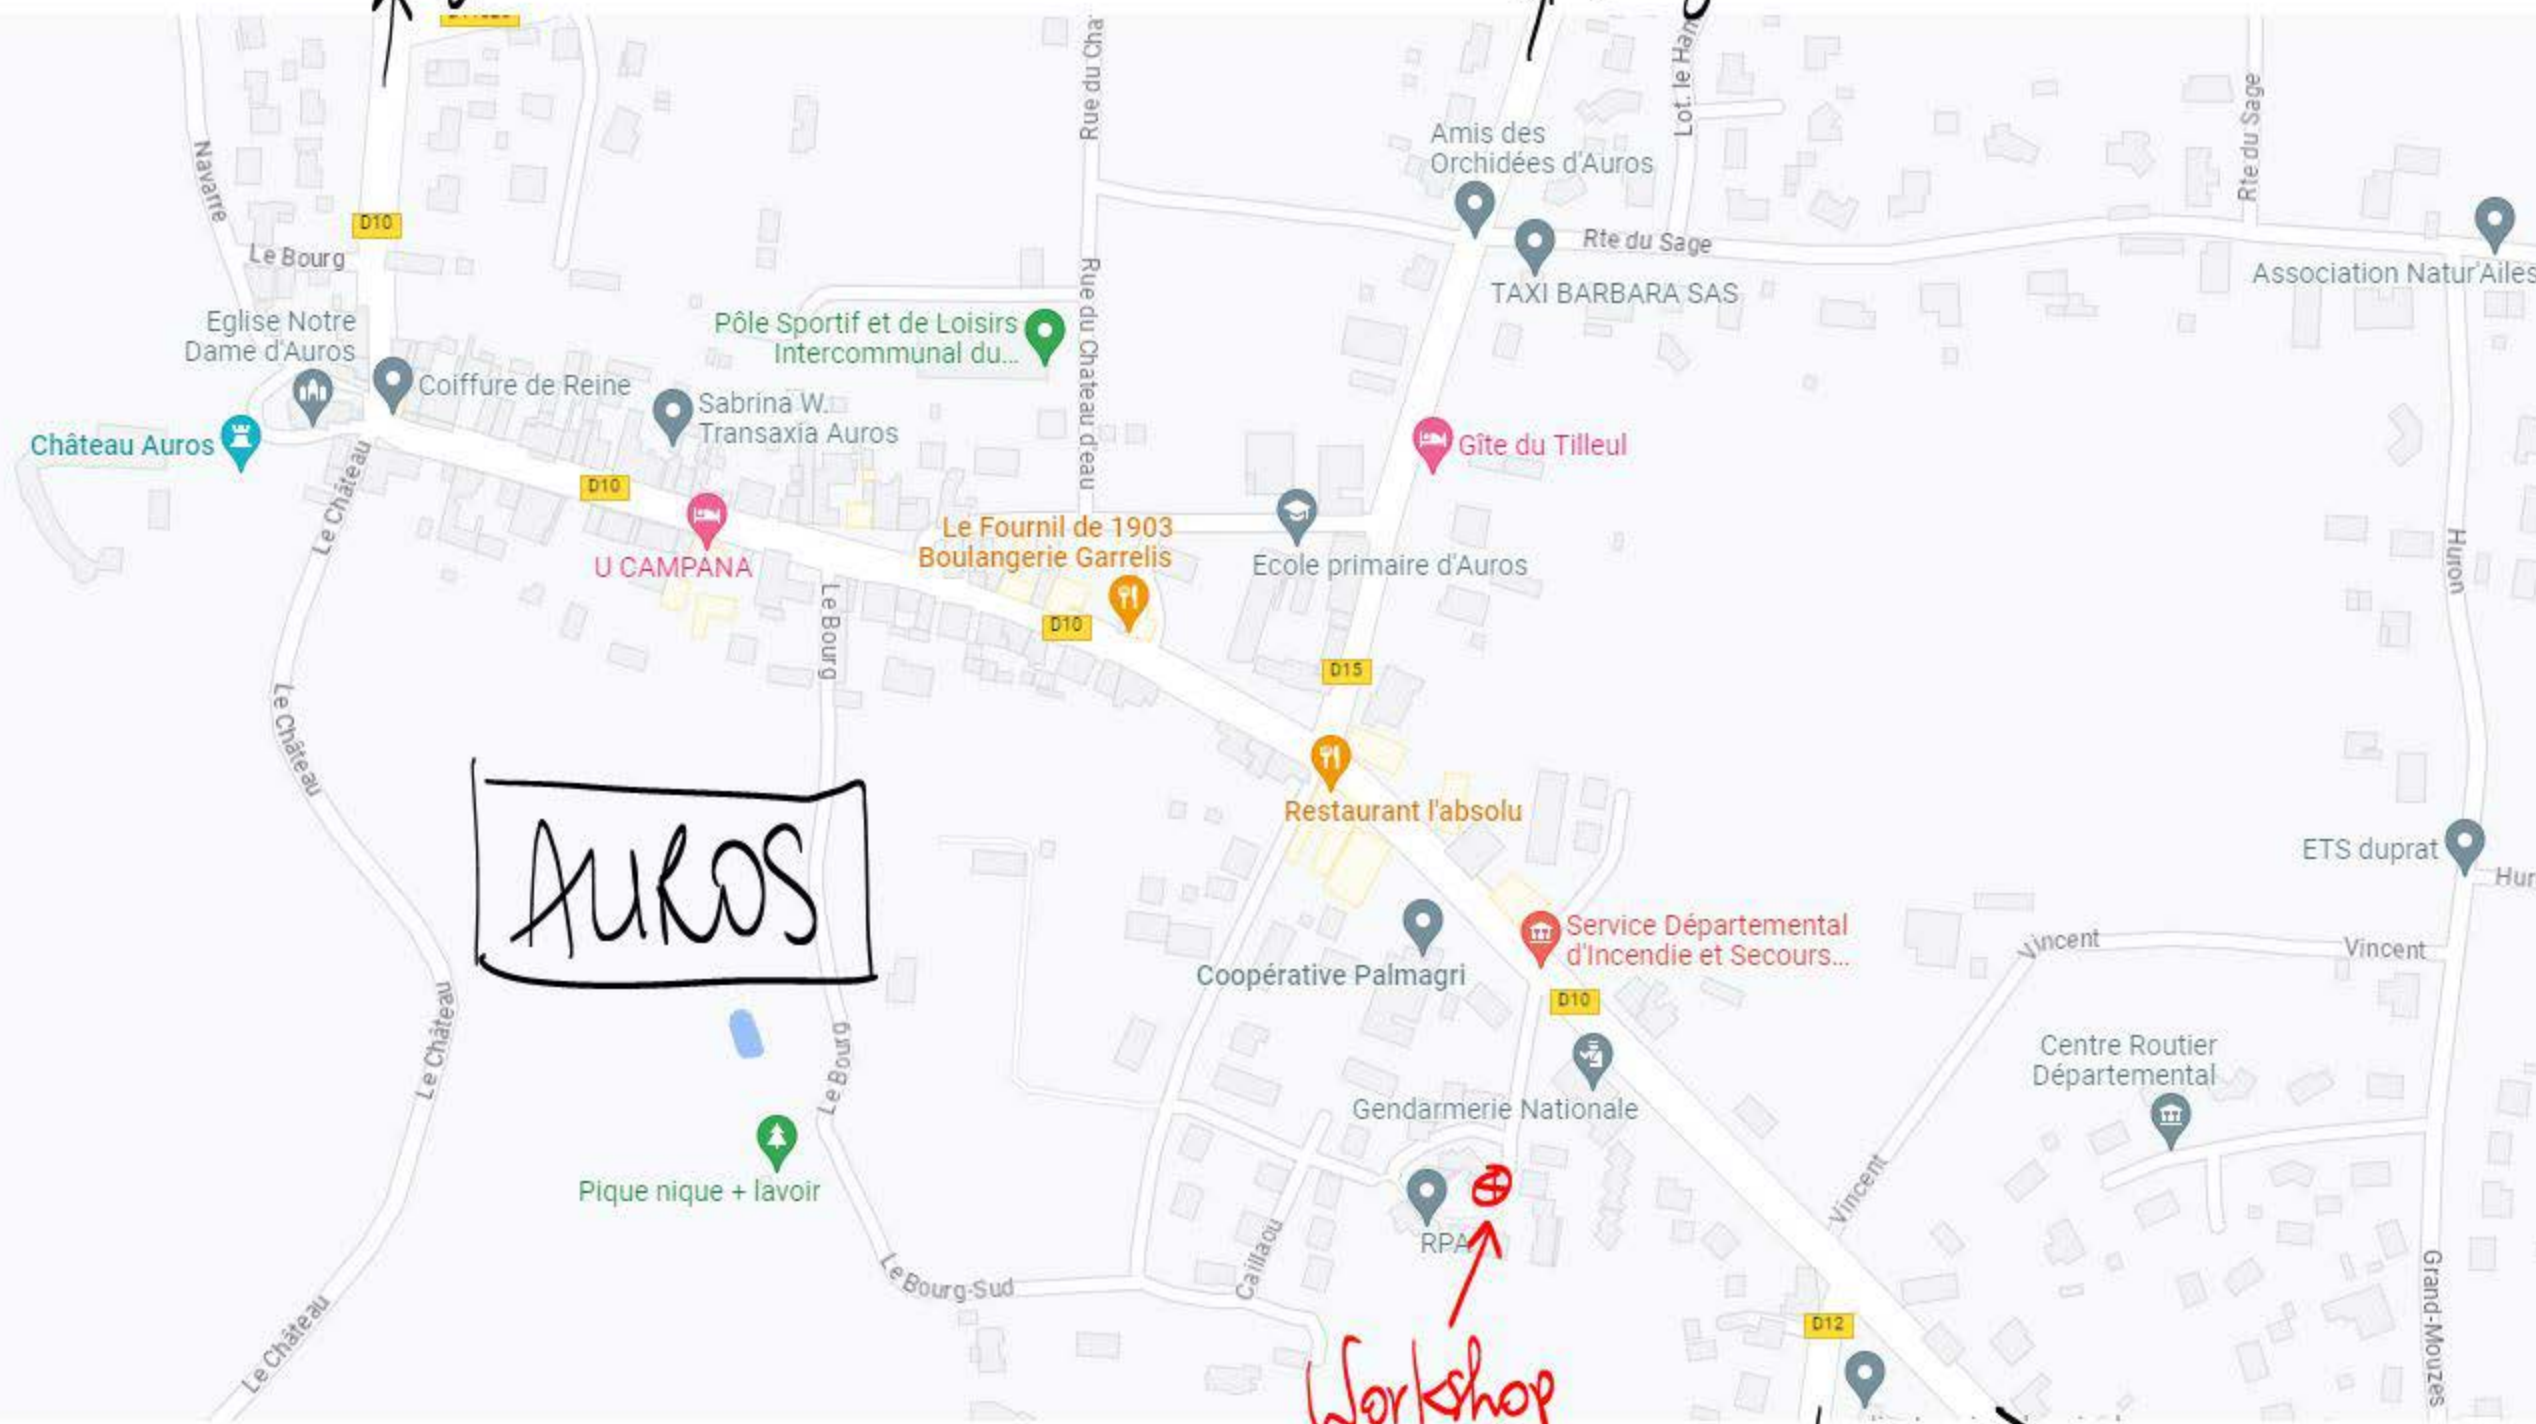 D10
Rue du Cha
Lot. le Ham
Rte du Sage
Amis des
Orchidées d'Auros
Navarre
Le Bourg
Rte du Sage
TAXI BARBARA SAS
Association Natur'Ailes
Eglise Notre
Dame d'Auros
Pôle Sportif et de Loisirs
Intercommunal du...
Rue du Chateau d'eau
Coiffure de Reine
Sabrina W.
Transaxia Auros
Château Auros
Gîte du Tilleul
Le Château
D10
U CAMPANA
Le Fournil de 1903
Boulangerie Garrelis
Ecole primaire d'Auros
Huron
Le Bourg
D10
D15
Le Château
Restaurant l'absolu
AUROS
ETS duprat
Hur
Service Départemental
d'Incendie et Secours...
Vincent
Vincent
Coopérative Palmagri
D10
Le Château
Le Bourg
Centre Routier
Départemental
Gendarmerie Nationale
Pique nique + lavoir
Vincent
RPA
Caillaou
Le Bourg-Sud
Grand-Mouzes
Le Château
D12
Workshop